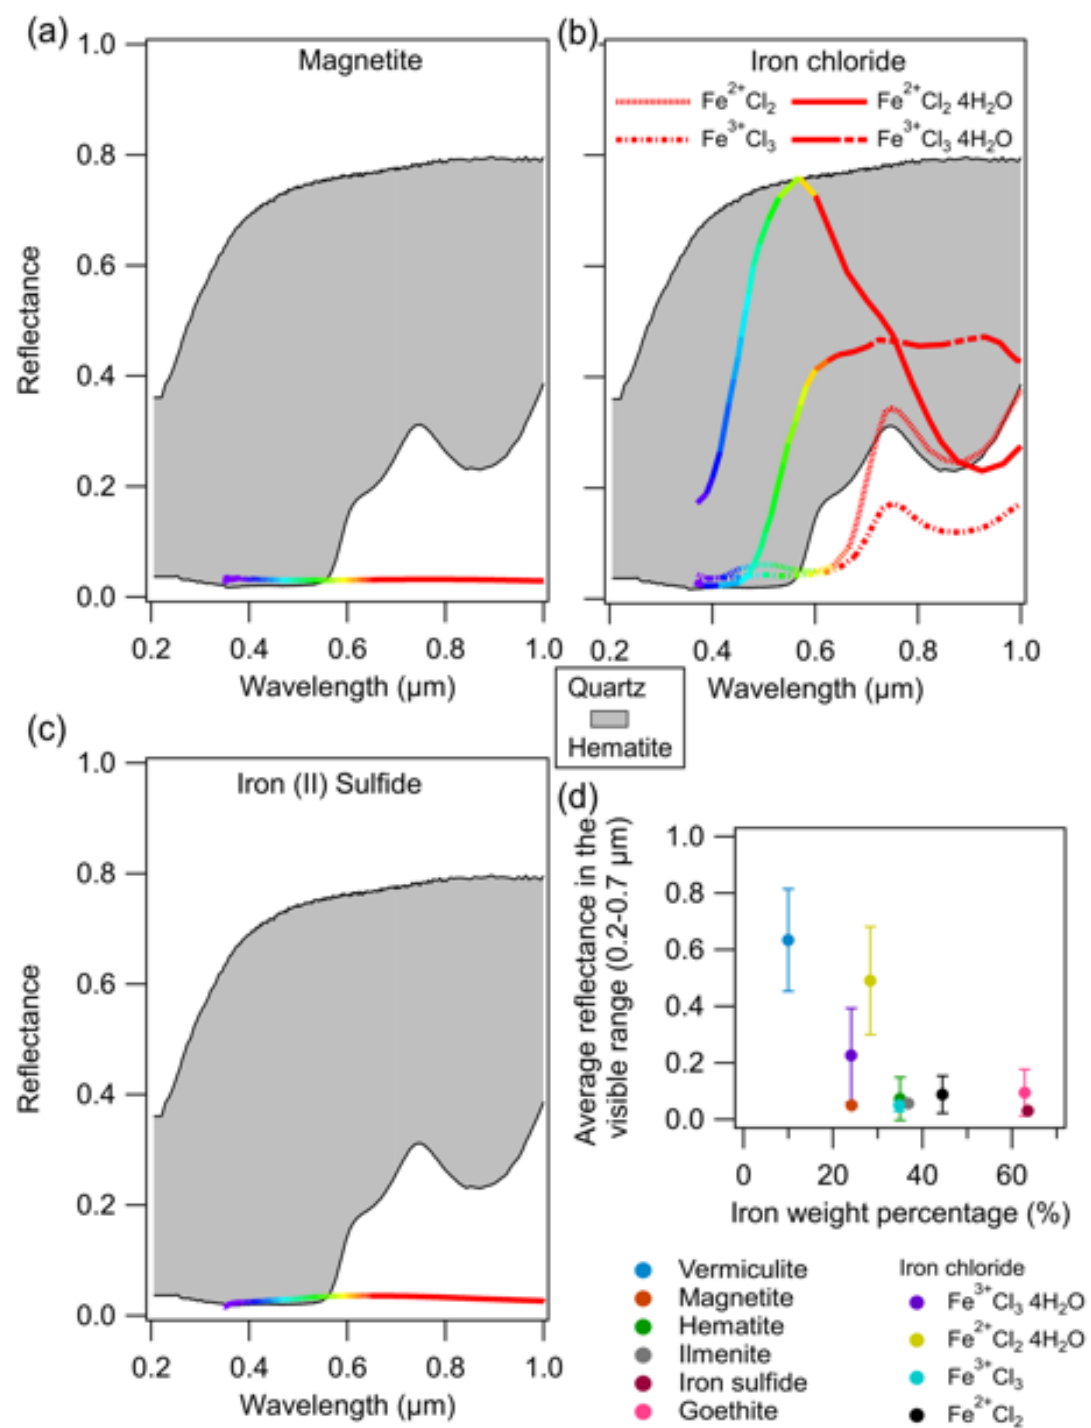 (a)
Magnetite
1.0
0.8
0.6
0.4
0.2
0.0
Reflectance
0.2 0.4 0.6 0.8 1.0
Wavelength (µm)
(b)
Iron chloride
Fe²⁺Cl₂ Fe²⁺Cl₂ 4H₂O
Fe³⁺Cl₃ Fe³⁺Cl₃ 4H₂O
0.2 0.4 0.6 0.8 1.0
Wavelength (µm)
Quartz
Hematite
(c)
Iron (II) Sulfide
1.0
0.8
0.6
0.4
0.2
0.0
Reflectance
0.2 0.4 0.6 0.8 1.0
Wavelength (µm)
(d)
Average reflectance in the
visible range (0.2-0.7 µm)
1.0
0.8
0.6
0.4
0.2
0.0
0 20 40 60
Iron weight percentage (%)
Vermiculite
Magnetite
Hematite
Ilmenite
Iron sulfide
Goethite
Iron chloride
Fe³⁺Cl₃ 4H₂O
Fe²⁺Cl₂ 4H₂O
Fe³⁺Cl₃
Fe²⁺Cl₂